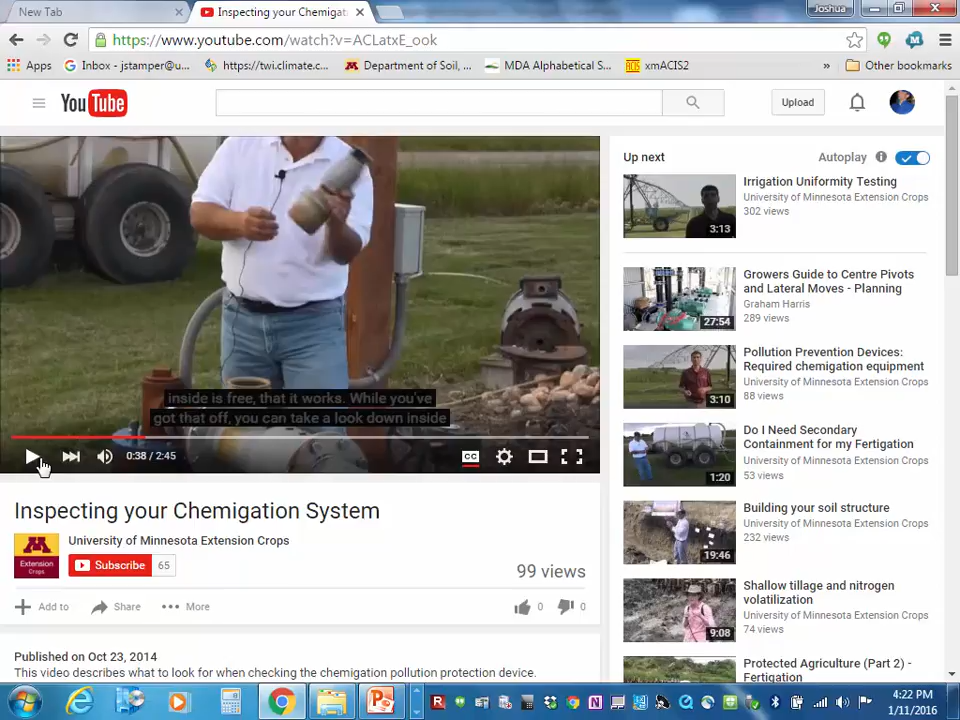 New Tab
Inspecting your Chemigat
Joshua
https://www.youtube.com/watch?v=ACLatxE_ook
Apps
Inbox - jstamper@u...
https://twi.climate.c...
Department of Soil, ...
MDA Alphabetical S...
ACIS
xmACIS2
»
Other bookmarks
YouTube
Upload
inside is free, that it works. While you've
got that off, you can take a look down inside
0:38 / 2:45
CC
Inspecting your Chemigation System
M
Extension
Crops
University of Minnesota Extension Crops
Subscribe
65
99 views
Add to
Share
More
0
0
Published on Oct 23, 2014
This video describes what to look for when checking the chemigation pollution protection device.
Up next
Autoplay
Irrigation Uniformity Testing
University of Minnesota Extension Crops
302 views
3:13
Growers Guide to Centre Pivots
and Lateral Moves - Planning
Graham Harris
289 views
27:54
Pollution Prevention Devices:
Required chemigation equipment
University of Minnesota Extension Crops
88 views
3:10
Do I Need Secondary
Containment for my Fertigation
University of Minnesota Extension Crops
53 views
1:20
Building your soil structure
University of Minnesota Extension Crops
232 views
19:46
Shallow tillage and nitrogen
volatilization
University of Minnesota Extension Crops
74 views
9:08
Protected Agriculture (Part 2) -
Fertigation
4:22 PM
1/11/2016